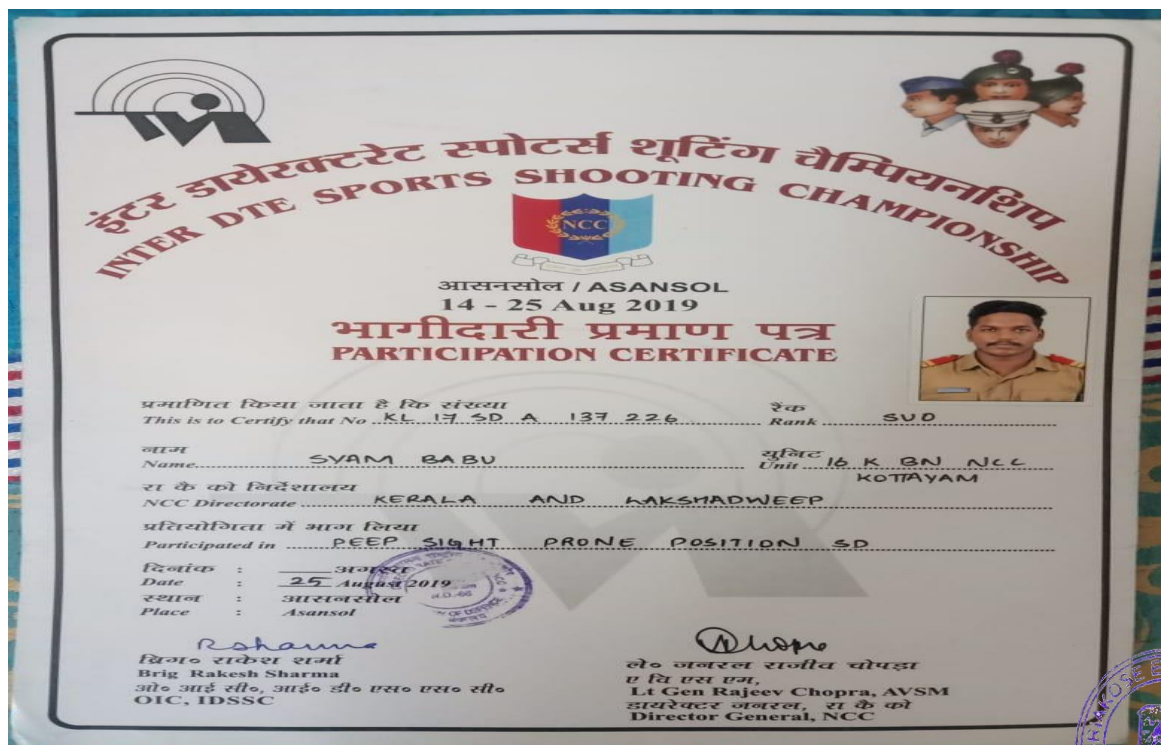 इंटर डायेरक्टरेट स्पोटर्स शूटिंग चैम्पियनशिप
INTER DTE SPORTS SHOOTING CHAMPIONSHIP
NCC
आसनसोल / ASANSOL
14 - 25 Aug 2019
भागीदारी प्रमाण पत्र
PARTICIPATION CERTIFICATE
प्रमाणित किया जाता है कि संख्या रैंक
This is to Certify that No KL 17 SD A 137 226 Rank SUO
नाम युनिट
Name SYAM BABU Unit 16 K BN NCC
KOTTAYAM
रा कै को निर्देशालय
NCC Directorate KERALA AND LAKSHADWEEP
प्रतियोगिता में भाग लिया
Participated in PEEP SIGHT PRONE POSITION SD
दिनांक : अगस्त
Date : 25 August 2019
स्थान : आसनसोल
Place : Asansol
RSharma
ब्रिग० राकेश शर्मा
Brig Rakesh Sharma
ओ० आई सी०, आई० डी० एस० एस० सी०
OIC, IDSSC
ले० जनरल राजीव चोपड़ा
ए वि एस एम,
Lt Gen Rajeev Chopra, AVSM
डायरेक्टर जनरल, रा कै को
Director General, NCC